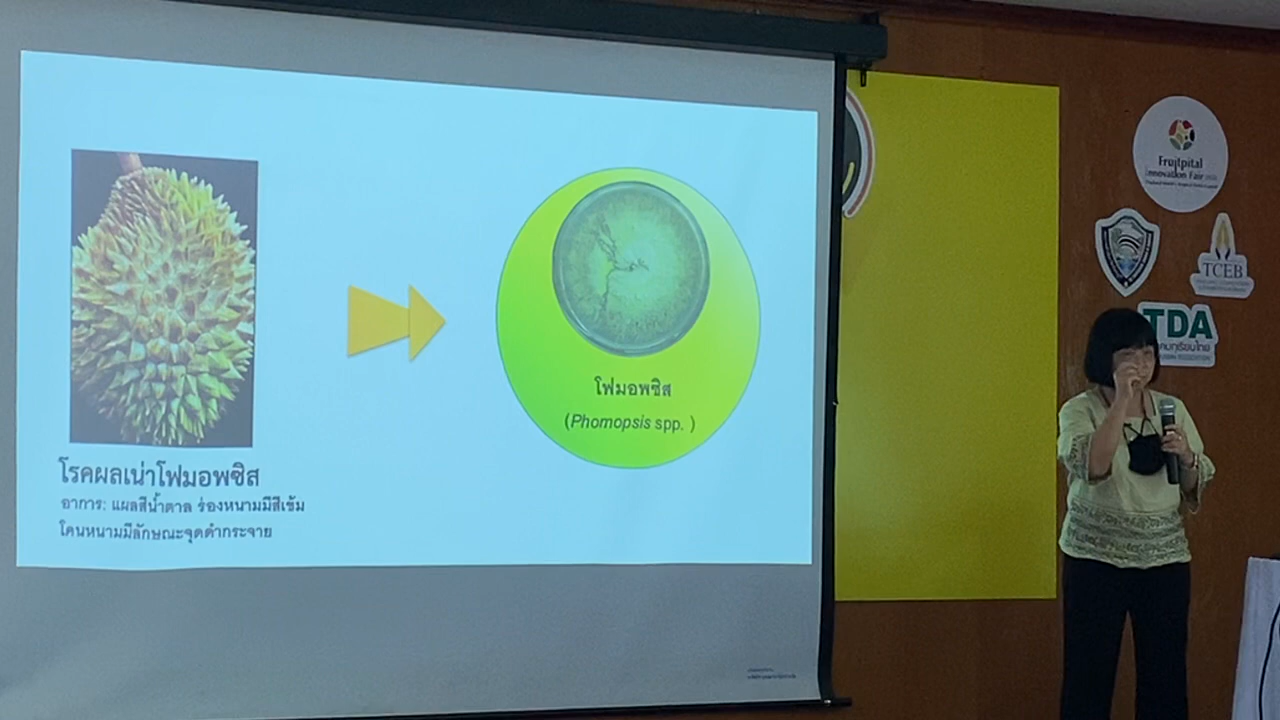 โรคผลเน่าโฟมอพซิส
อาการ: แผลสีน้ำตาล ร่องหนามมีสีเข้ม
โคนหนามมีลักษณะจุดดำกระจาย
โฟมอพซิส
(Phomopsis spp. )
Fruitpital
Innovation Fair
TCEB
TDA